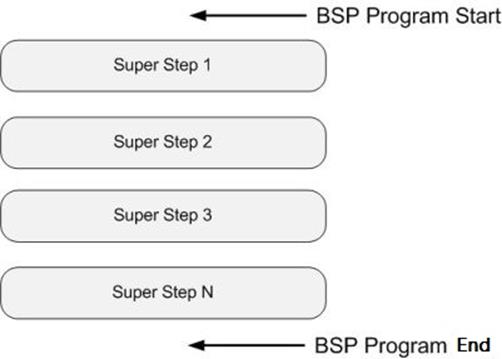 BSP Program Start
Super Step 1
Super Step 2
Super Step 3
Super Step N
BSP Program End